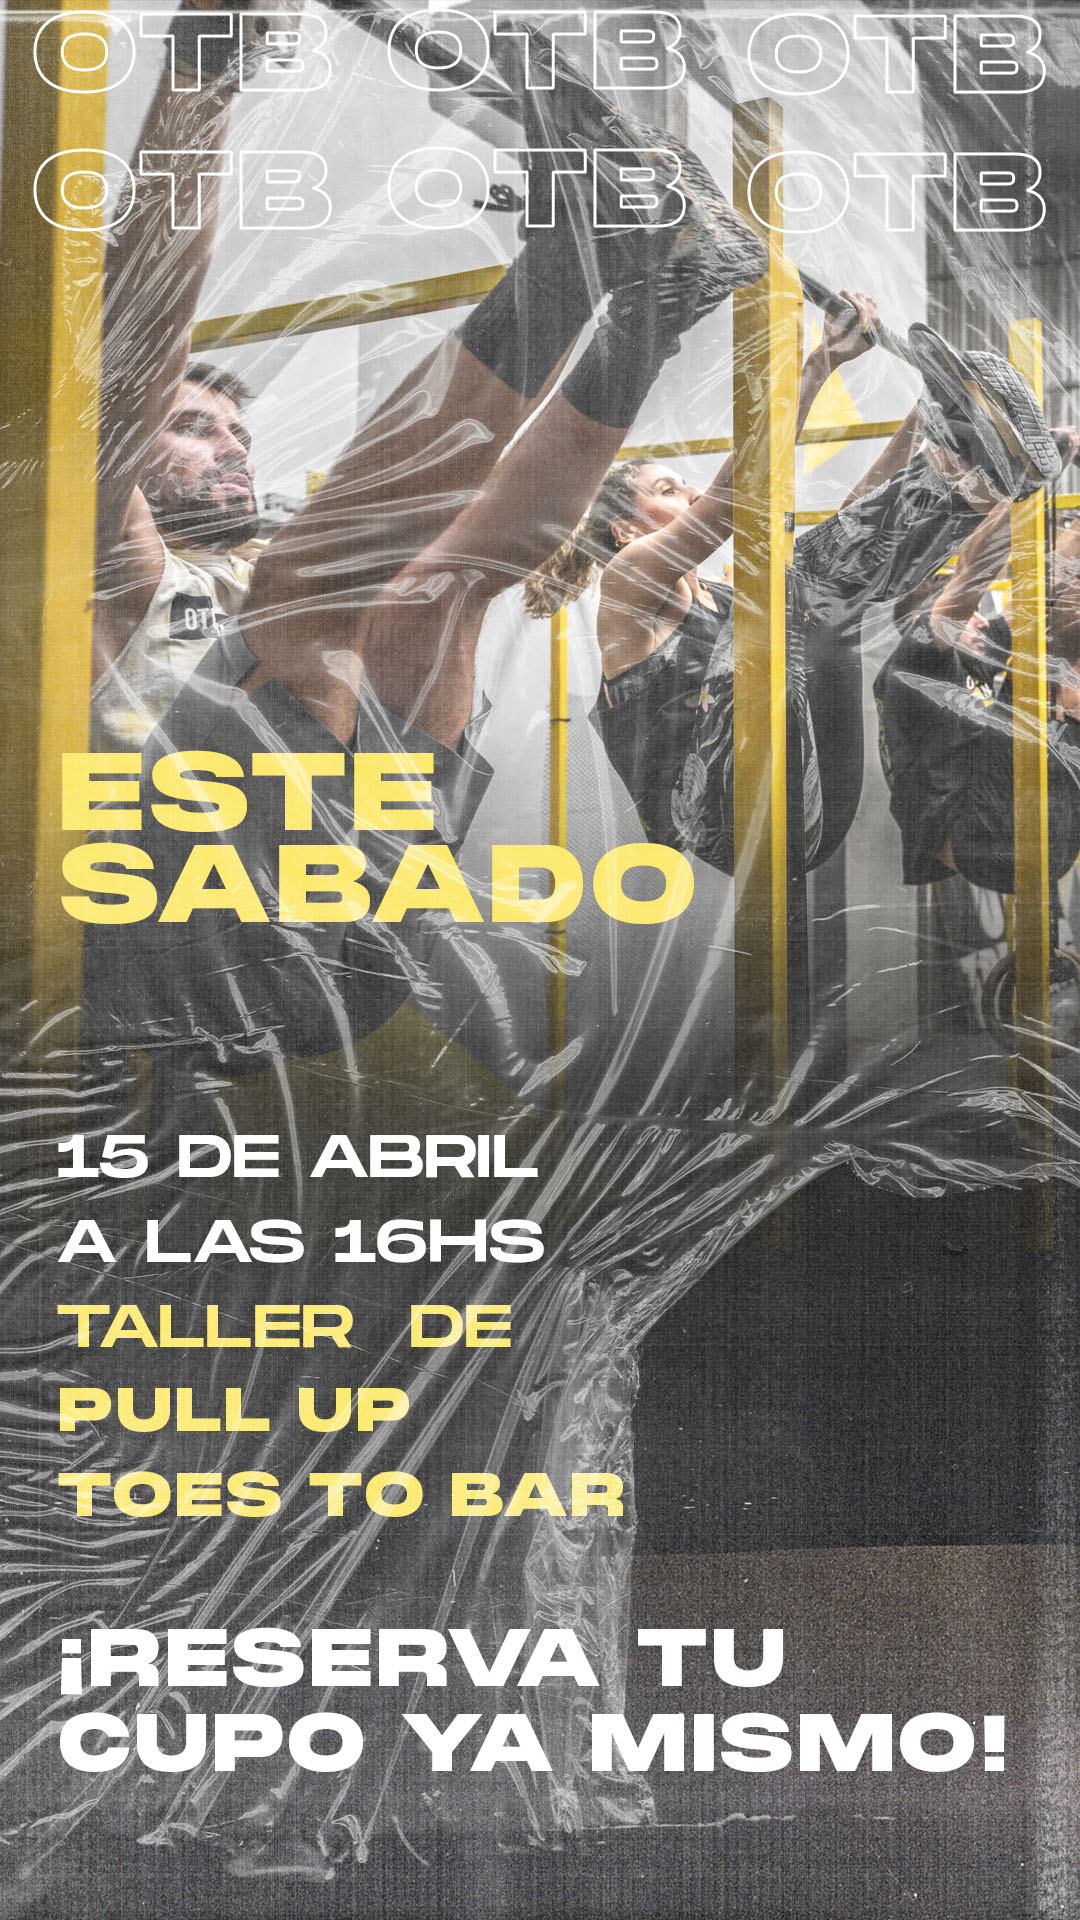 OTB OTB OTB
OTB OTB OTB
ESTE
SABADO
15 DE ABRIL
A LAS 16HS
TALLER DE
PULL UP
TOES TO BAR
¡RESERVA TU
CUPO YA MISMO!